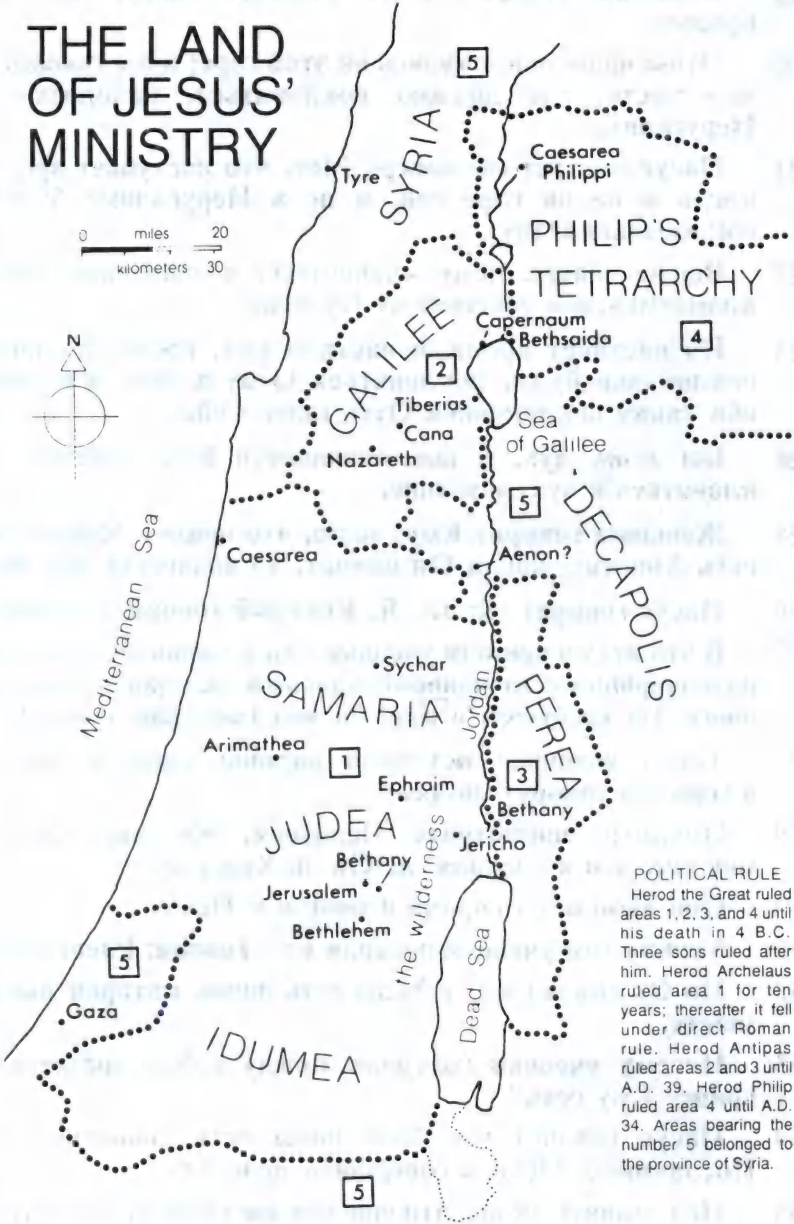 THE LAND
OF JESUS'
MINISTRY
0 miles 20
kilometers 30
N
5
SYRIA
Tyre
Caesarea
Philippi
PHILIP'S
TETRARCHY
4
GALILEE
Capernaum
Bethsaida
2
Tiberias
Cana
Sea
of Galilee
Nazareth
5
DECAPOLIS
Mediterranean Sea
Caesarea
Aenon?
Sychar
SAMARIA
Jordan
PEREA
Arimathea
1
3
Ephraim
Bethany
JUDEA
Jericho
Bethany
Jerusalem
the wilderness
Bethlehem
Dead Sea
5
Gaza
IDUMEA
5
POLITICAL RULE
Herod the Great ruled
areas 1, 2, 3, and 4 until
his death in 4 B.C.
Three sons ruled after
him. Herod Archelaus
ruled area 1 for ten
years; thereafter it fell
under direct Roman
rule. Herod Antipas
ruled areas 2 and 3 until
A.D. 39. Herod Philip
ruled area 4 until A.D.
34. Areas bearing the
number 5 belonged to
the province of Syria.